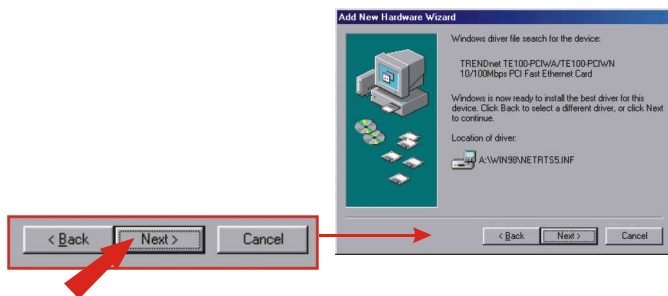 Add New Hardware Wizard
Windows driver file search for the device:
TRENDnet TE100-PCIWA/TE100-PCIWN
10/100Mbps PCI Fast Ethernet Card
Windows is now ready to install the best driver for this
device. Click Back to select a different driver, or click Next
to continue.
Location of driver:
A:\WIN98\NETRTS5.INF
< Back Next > Cancel
< Back Next > Cancel